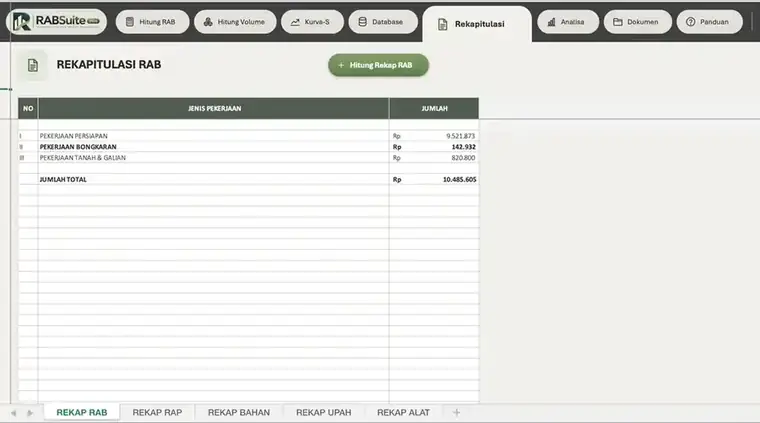 RABSuite
Hitung RAB
Hitung Volume
Kurva-S
Database
Rekapitulasi
Analisa
Dokumen
Panduan
REKAPITULASI RAB
+ Hitung Rekap RAB
NO JENIS PEKERJAAN JUMLAH
I PEKERJAAN PERSIAPAN Rp 9.521.873
II PEKERJAAN BONGKARAN Rp 142.932
III PEKERJAAN TANAH & GALIAN Rp 820.800
JUMLAH TOTAL Rp 10.485.605
REKAP RAB REKAP RAP REKAP BAHAN REKAP UPAH REKAP ALAT +